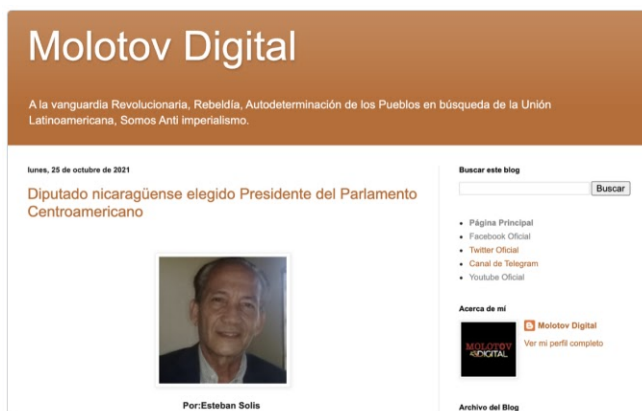 Molotov Digital
A la vanguardia Revolucionaria, Rebeldía, Autodeterminación de los Pueblos en búsqueda de la Unión
Latinoamericana, Somos Anti imperialismo.
lunes, 25 de octubre de 2021
Diputado nicaragüense elegido Presidente del Parlamento
Centroamericano
Por:Esteban Solis
Buscar este blog
Buscar
Página Principal
Facebook Oficial
Twitter Oficial
Canal de Telegram
Youtube Oficial
Acerca de mí
MOLOTOV
DIGITAL
Molotov Digital
Ver mi perfil completo
Archivo del Blog